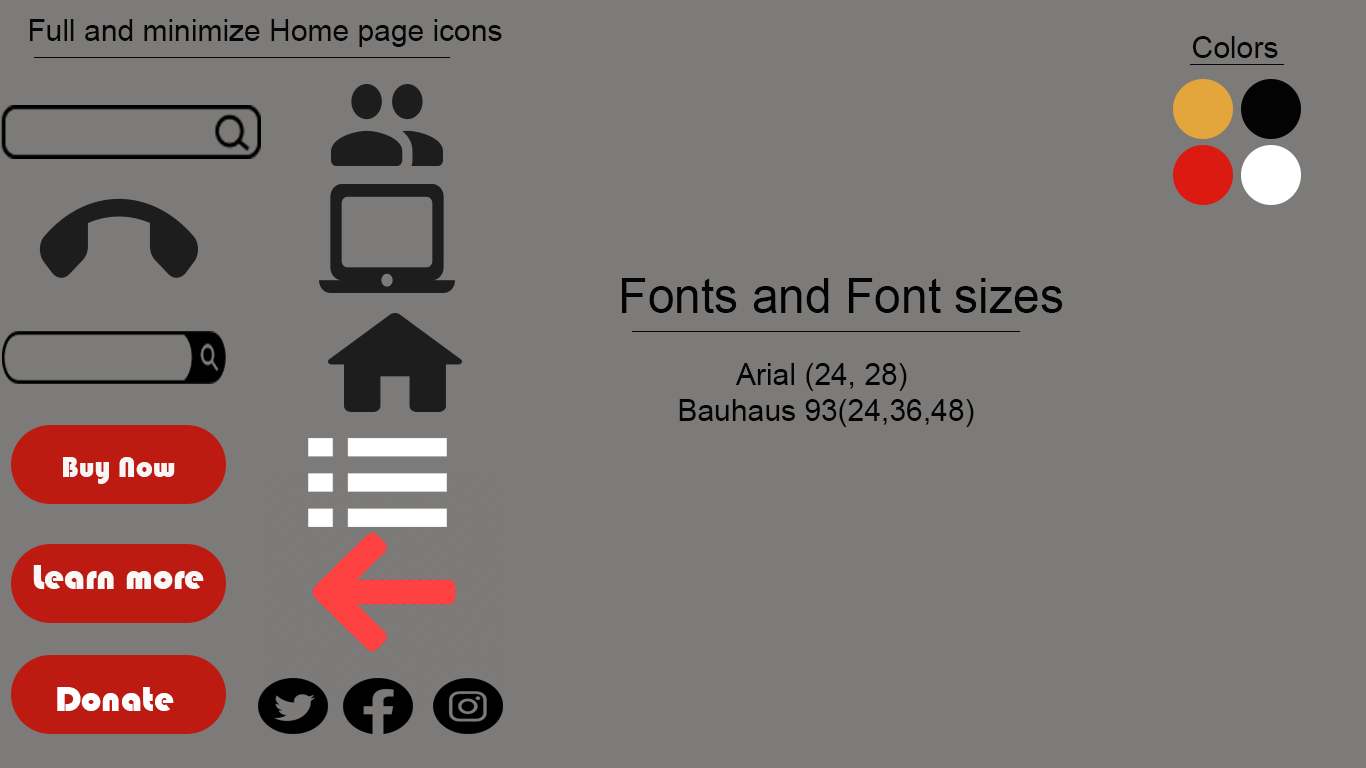 Full and minimize Home page icons
Colors
Fonts and Font sizes
Arial (24, 28)
Bauhaus 93(24,36,48)
Buy Now
Learn more
Donate